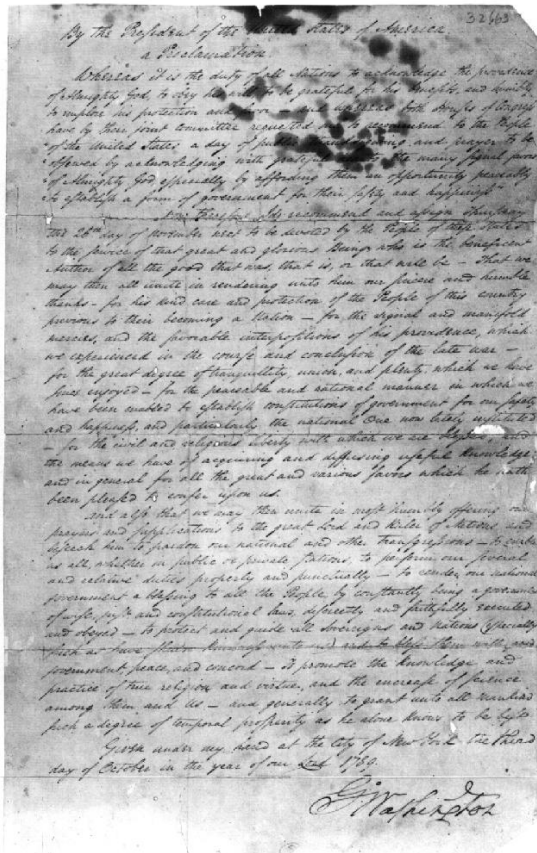 32663
By the President of the United States of America
a Proclamation
Whereas it is the duty of all Nations to acknowledge the providence
of Almighty God, to obey his will, to be grateful for his benefits, and humbly
to implore his protection and favor and whereas both Houses of Congress
have by their joint committee requested me to recommend to the People
of the United States a day of public thanksgiving and prayer to be
observed by acknowledging with grateful hearts the many signal favors
of Almighty God especially by affording them an opportunity peaceably
to establish a form of government for their safety and happiness
Now therefore I do recommend and assign Thursday
the 26th day of November next to be devoted by the People of these States
to the service of that great and glorious Being, who is the beneficent
Author of all the good that was, that is, or that will be – That we
may then all unite in rendering unto him our sincere and humble
thanks – for his kind care and protection of the People of this country
previous to their becoming a Nation – for the signal and manifold
mercies, and the favorable interpositions of his providence, which
we experienced in the course and conclusion of the late war –
for the great degree of tranquillity, union, and plenty, which we have
since enjoyed – for the peaceable and rational manner in which we
have been enabled to establish constitutions of government for our safety
and happiness, and particularly the national One now lately instituted
– for the civil and religious liberty with which we are blessed, and
the means we have of acquiring and diffusing useful knowledge;
and in general for all the great and various favors which he hath
been pleased to confer upon us.
And also that we may then unite in most humbly offering our
prayers and supplications to the great Lord and Ruler of Nations, and
beseech him to pardon our national and other transgressions – to enable
us all, whether in public or private stations, to perform our several
and relative duties properly and punctually – to render our national
government a blessing to all the People, by constantly being a government
of wise, just and constitutional laws, discreetly and faithfully executed
and obeyed – to protect and guide all Sovereigns and Nations (especially
such as have shown kindness unto us) and to bless them with good
government, peace, and concord – To promote the knowledge and
practice of true religion and virtue, and the encrease of science
among them and Us – and generally to grant unto all Mankind
such a degree of temporal prosperity as he alone knows to be best.
Given under my hand at the City of New York the third
day of October in the year of our Lord 1789.
G. Washington